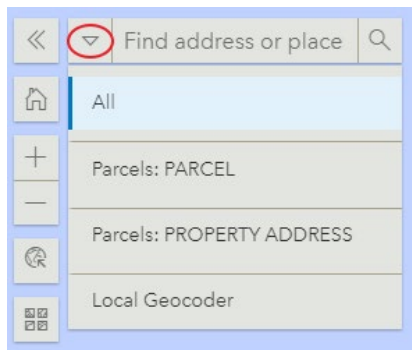 Find address or place
All
Parcels: PARCEL
Parcels: PROPERTY ADDRESS
Local Geocoder